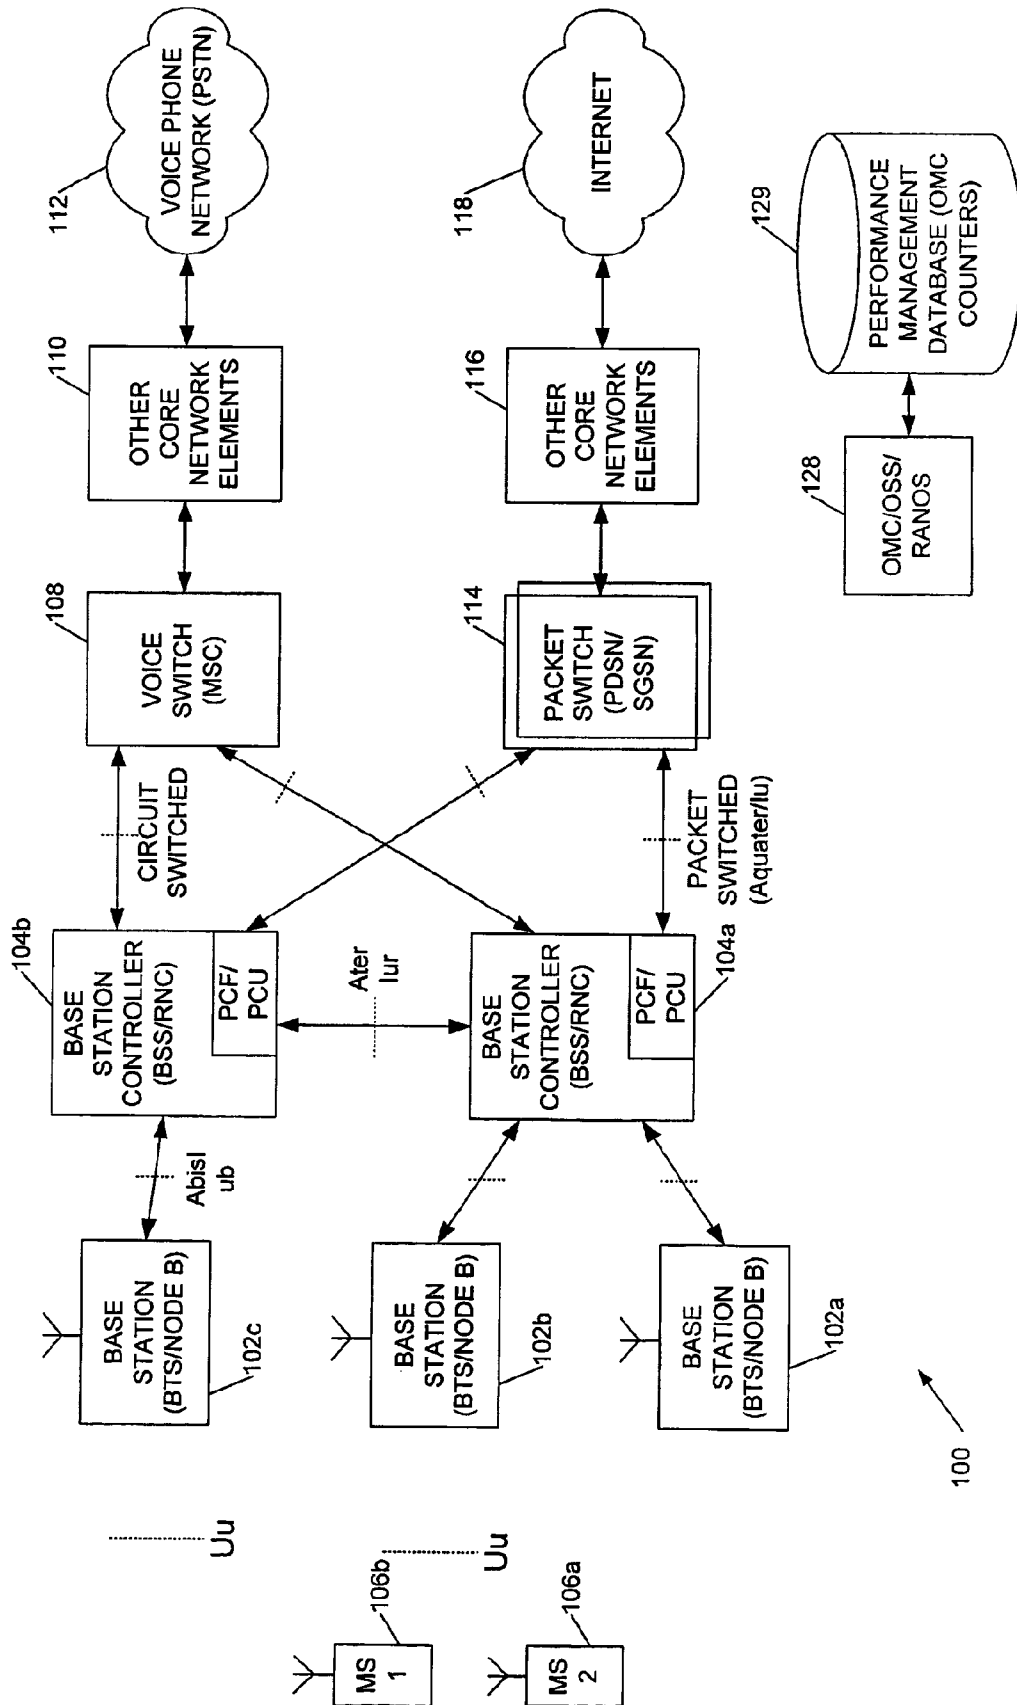 112
VOICE PHONE
NETWORK (PSTN)
118
INTERNET
129
PERFORMANCE
MANAGEMENT
DATABASE (OMC
COUNTERS)
110
OTHER
CORE
NETWORK
ELEMENTS
116
OTHER
CORE
NETWORK
ELEMENTS
128
OMC/OSS/
RANOS
108
VOICE
SWITCH
(MSC)
114
PACKET
SWITCH
(PDSN/
SGSN)
CIRCUIT
SWITCHED
PACKET
SWITCHED
(Aquater/Iu)
104b
BASE
STATION
CONTROLLER
(BSS/RNC)
PCF/
PCU
Ater
Iur
BASE
STATION
CONTROLLER
(BSS/RNC)
PCF/
PCU
104a
AbisI
ub
BASE
STATION
(BTS/NODE B)
102c
BASE
STATION
(BTS/NODE B)
102b
BASE
STATION
(BTS/NODE B)
102a
100
Uu
Uu
MS
1
106b
MS
2
106a